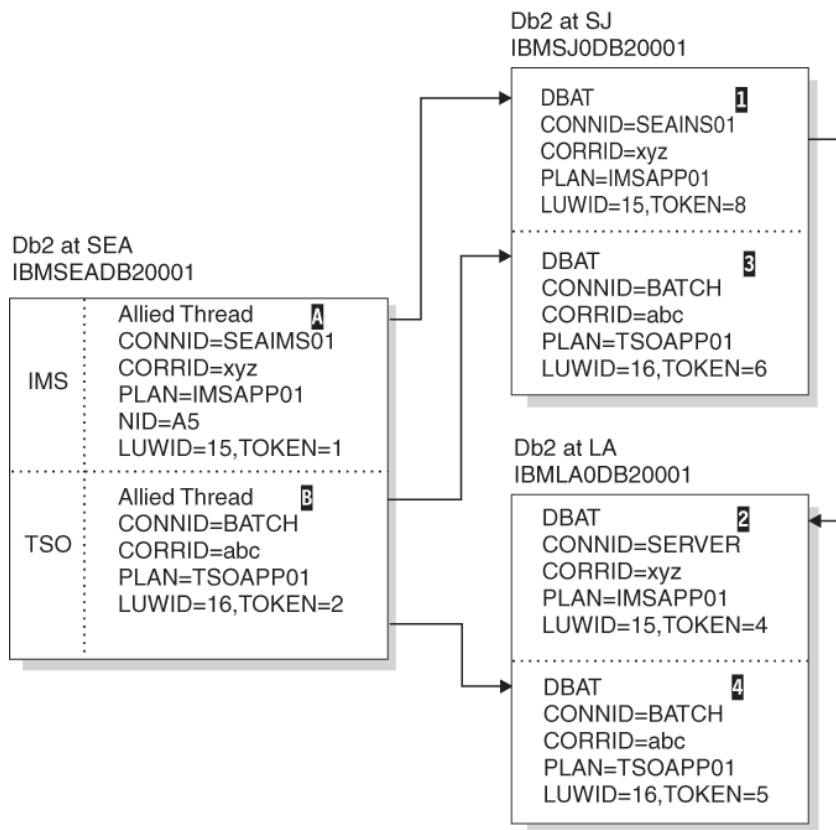 Db2 at SJ
IBMSJ0DB20001
DBAT 1
CONNID=SEAINS01
CORRID=xyz
PLAN=IMSAPP01
LUWID=15,TOKEN=8
DBAT 3
CONNID=BATCH
CORRID=abc
PLAN=TSOAPP01
LUWID=16,TOKEN=6
Db2 at SEA
IBMSEADB20001
IMS
Allied Thread A
CONNID=SEAIMS01
CORRID=xyz
PLAN=IMSAPP01
NID=A5
LUWID=15,TOKEN=1
TSO
Allied Thread B
CONNID=BATCH
CORRID=abc
PLAN=TSOAPP01
LUWID=16,TOKEN=2
Db2 at LA
IBMLA0DB20001
DBAT 2
CONNID=SERVER
CORRID=xyz
PLAN=IMSAPP01
LUWID=15,TOKEN=4
DBAT 4
CONNID=BATCH
CORRID=abc
PLAN=TSOAPP01
LUWID=16,TOKEN=5